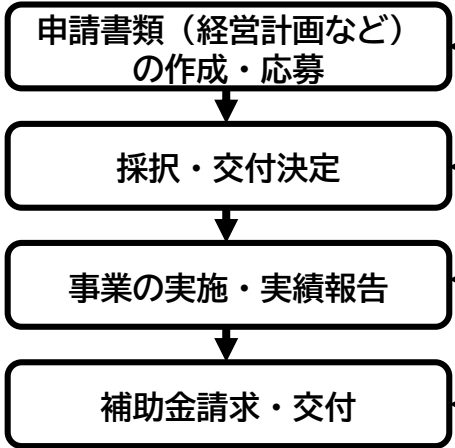 申請書類（経営計画など）
の作成・応募
採択・交付決定
事業の実施・実績報告
補助金請求・交付